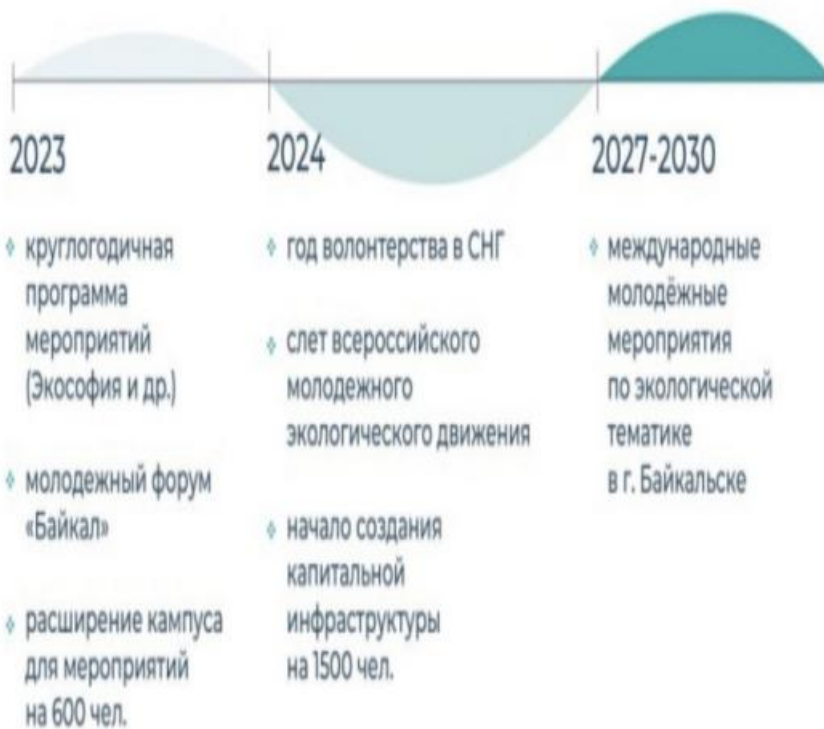 2023
круглогодичная
программа
мероприятий
(Экософия и др.)
молодежный форум
«Байкал»
расширение кампуса
для мероприятий
на 600 чел.
2024
год волонтерства в СНГ
слет всероссийского
молодежного
экологического движения
начало создания
капитальной
инфраструктуры
на 1500 чел.
2027-2030
международные
молодёжные
мероприятия
по экологической
тематике
в г. Байкальске